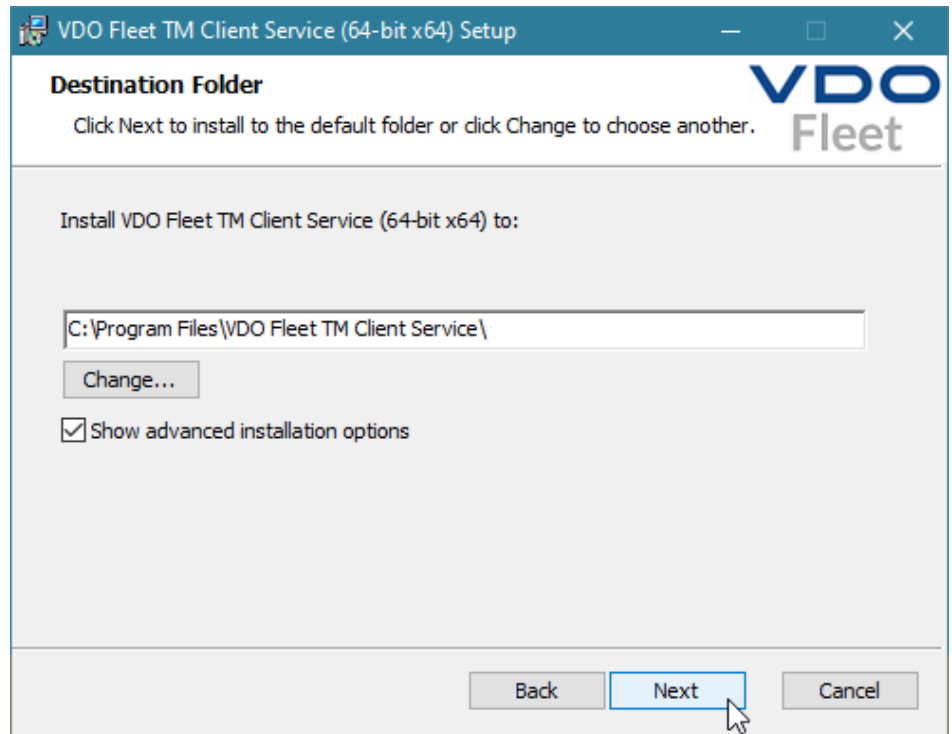 VDO Fleet TM Client Service (64-bit x64) Setup
Destination Folder
Click Next to install to the default folder or click Change to choose another.
VDO
Fleet
Install VDO Fleet TM Client Service (64-bit x64) to:
C:\Program Files\VDO Fleet TM Client Service\
Change...
Show advanced installation options
Back Next Cancel